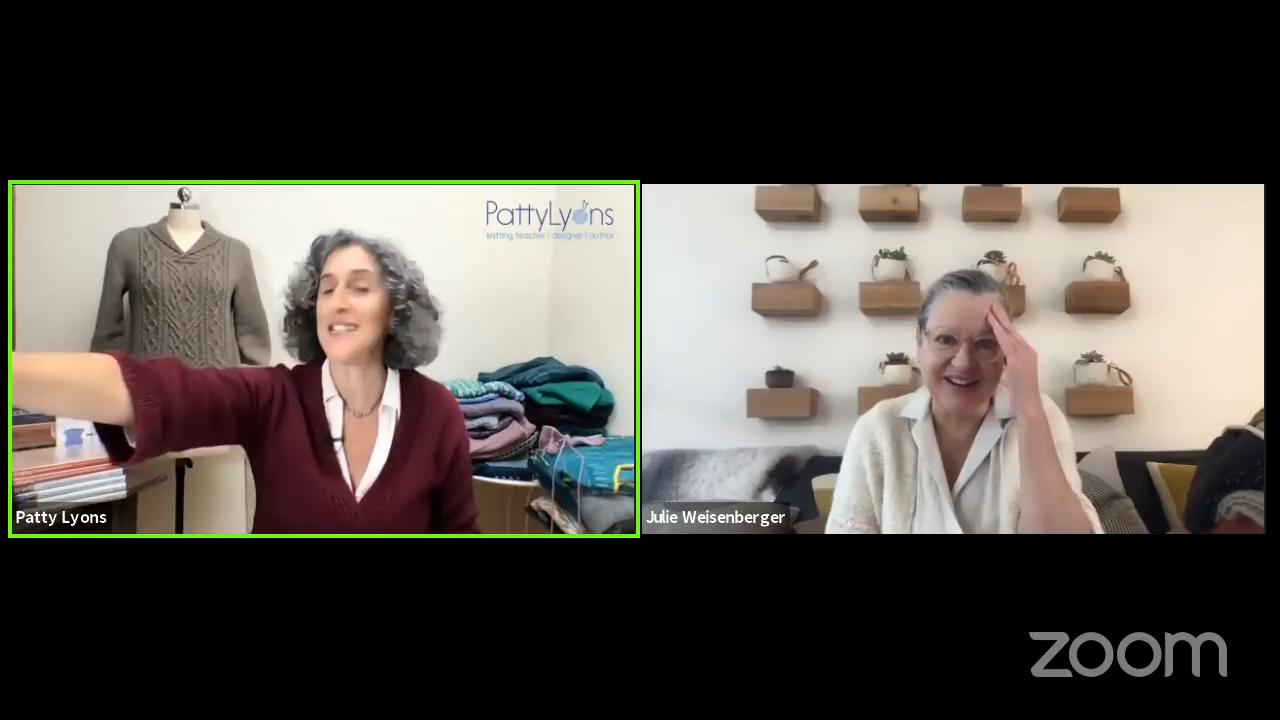 PattyLyons
knitting teacher | designer | author
Patty Lyons
Julie Weisenberger
zoom